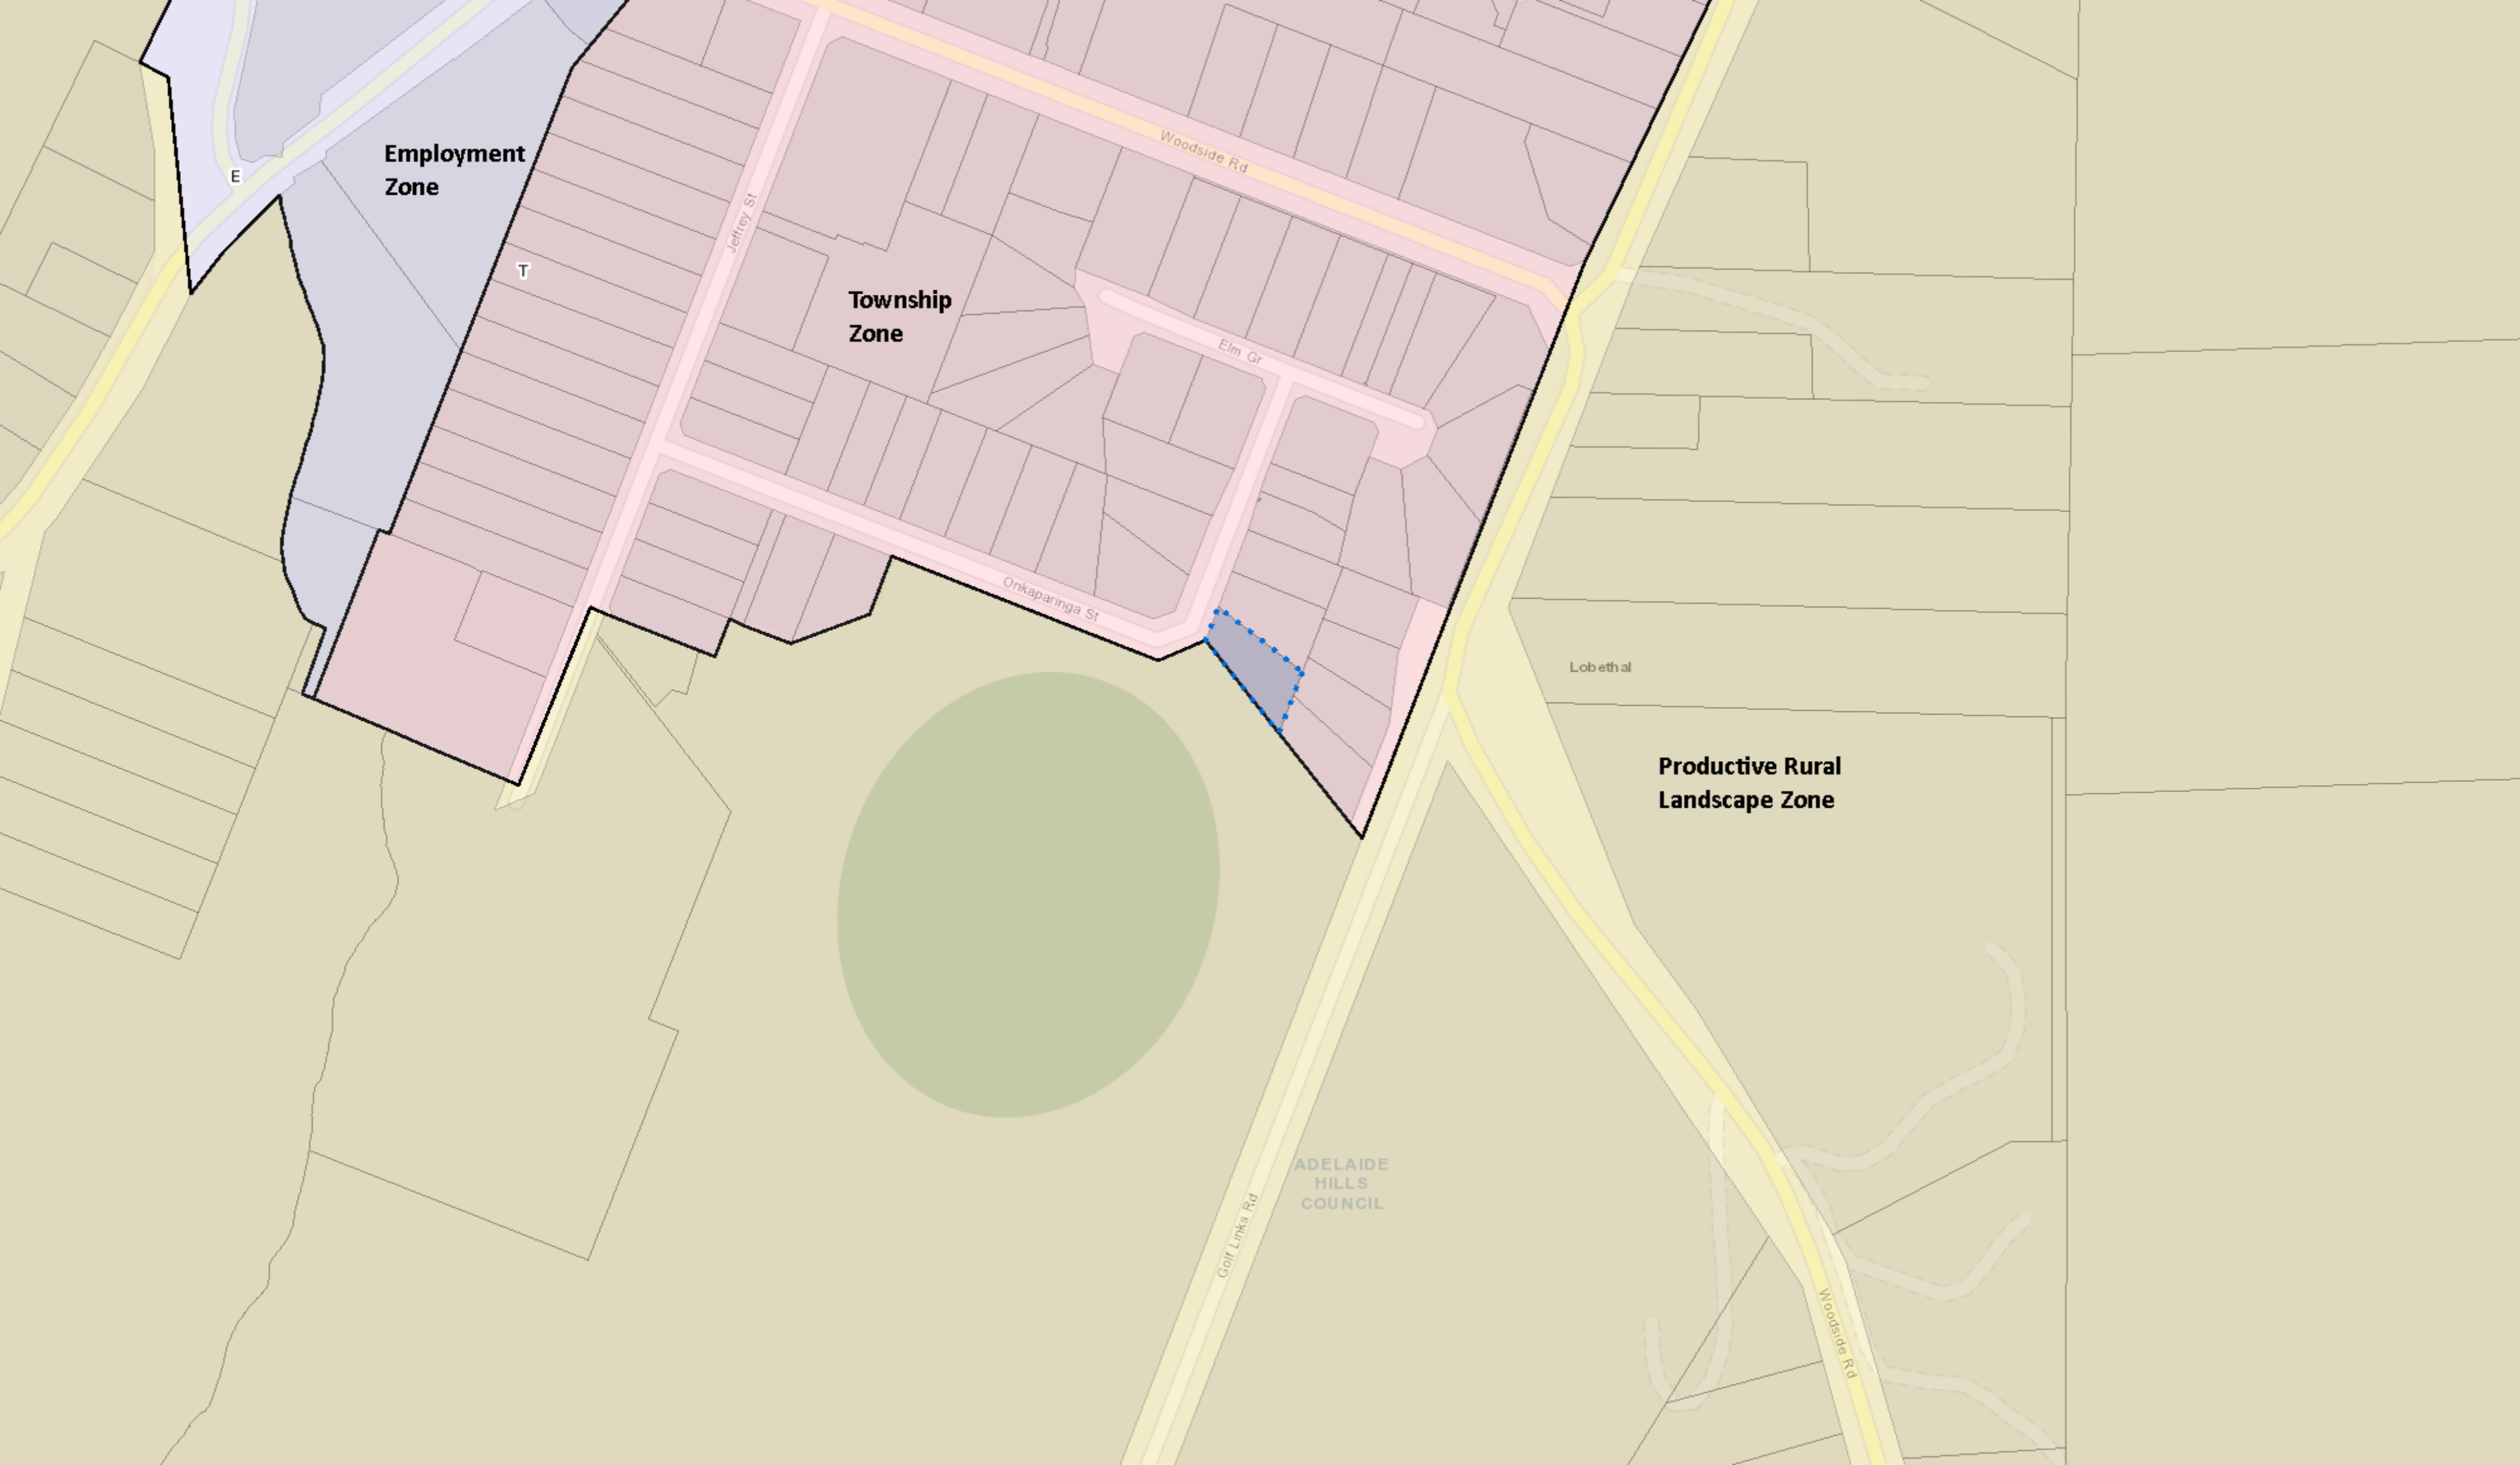 Woodside Rd
Employment
Zone
E
Jeffrey St
T
Township
Zone
Elm Gr
Onkaparinga St
Lobethal
Productive Rural
Landscape Zone
ADELAIDE
HILLS
COUNCIL
Golf Links Rd
Woodside Rd